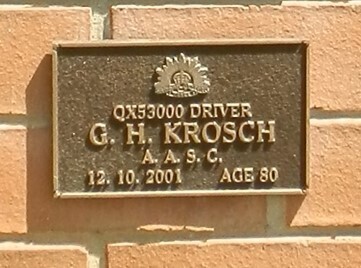 QX53000 DRIVER
G. H. KROSCH
A. A. S. C.
12. 10. 2001 AGE 80